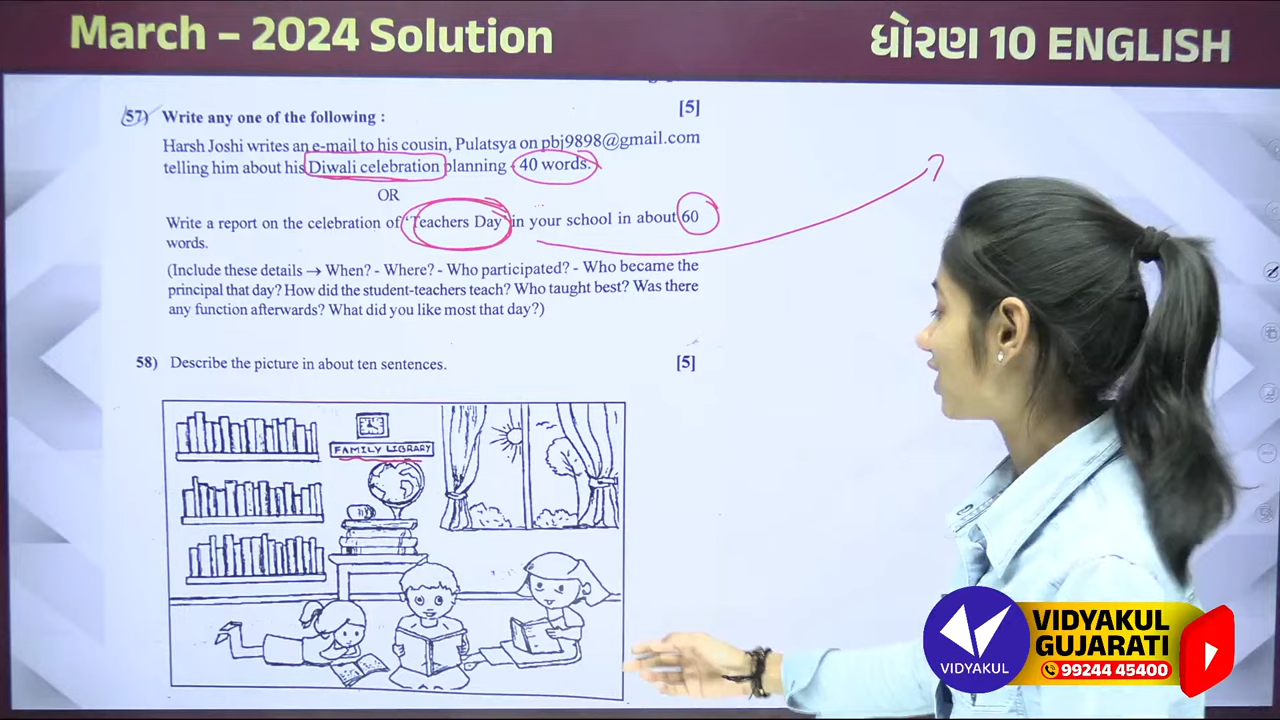 March – 2024 Solution
ધોરણ 10 ENGLISH
57) Write any one of the following : [5]
Harsh Joshi writes an e-mail to his cousin, Pulatsya on pbj9898@gmail.com
telling him about his Diwali celebration planning - 40 words.
OR
Write a report on the celebration of 'Teachers Day' in your school in about 60
words.
(Include these details → When? - Where? - Who participated? - Who became the
principal that day? How did the student-teachers teach? Who taught best? Was there
any function afterwards? What did you like most that day?)
58) Describe the picture in about ten sentences. [5]
FAMILY LIBRARY
VIDYAKUL
VIDYAKUL
GUJARATI
99244 45400